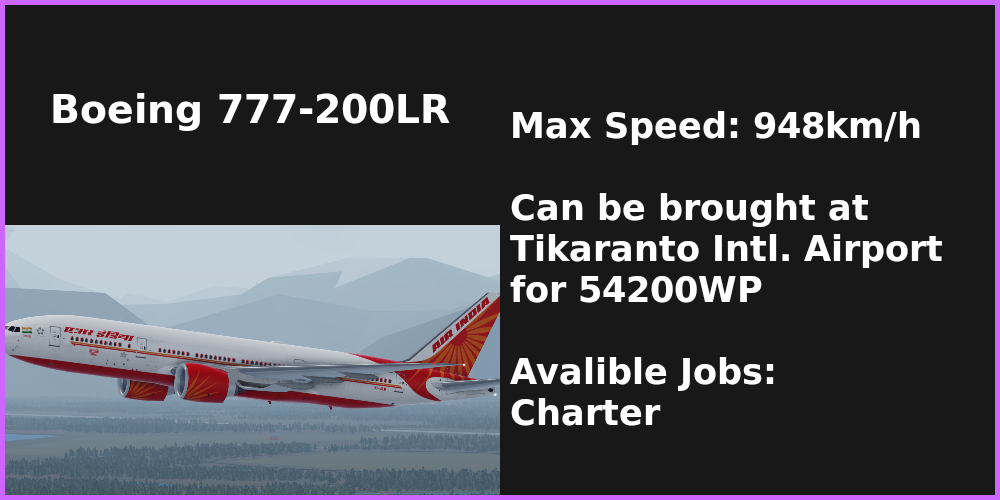 Boeing 777-200LR
Max Speed: 948km/h
Can be brought at
Tikaranto Intl. Airport
for 54200WP
Avalible Jobs:
Charter
एअर इंडिया
AIR INDIA